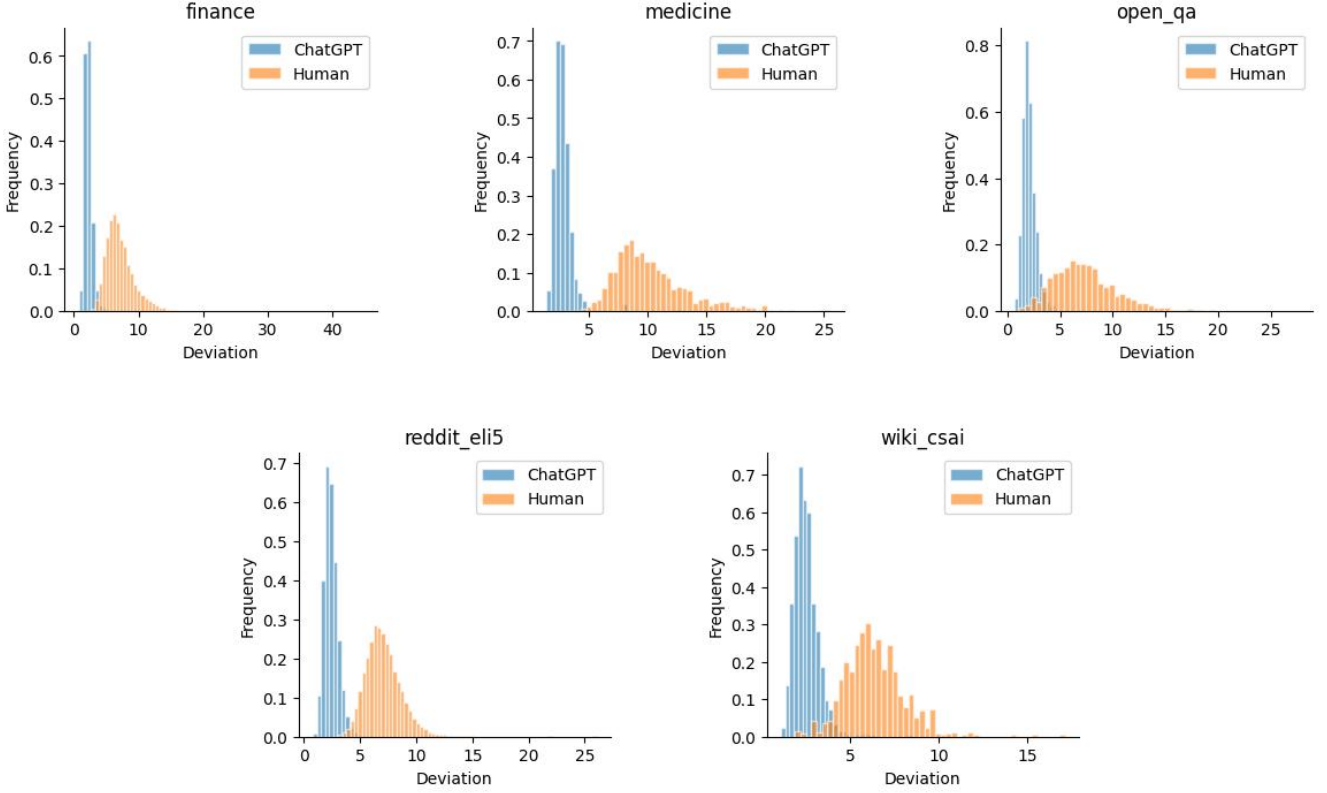 finance
ChatGPT
Human
Frequency
0.6
0.5
0.4
0.3
0.2
0.1
0.0
0 10 20 30 40
Deviation
medicine
ChatGPT
Human
Frequency
0.7
0.6
0.5
0.4
0.3
0.2
0.1
0.0
5 10 15 20 25
Deviation
open_qa
ChatGPT
Human
Frequency
0.8
0.6
0.4
0.2
0.0
0 5 10 15 20 25
Deviation
reddit_eli5
ChatGPT
Human
Frequency
0.7
0.6
0.5
0.4
0.3
0.2
0.1
0.0
0 5 10 15 20 25
Deviation
wiki_csai
ChatGPT
Human
Frequency
0.7
0.6
0.5
0.4
0.3
0.2
0.1
0.0
5 10 15
Deviation